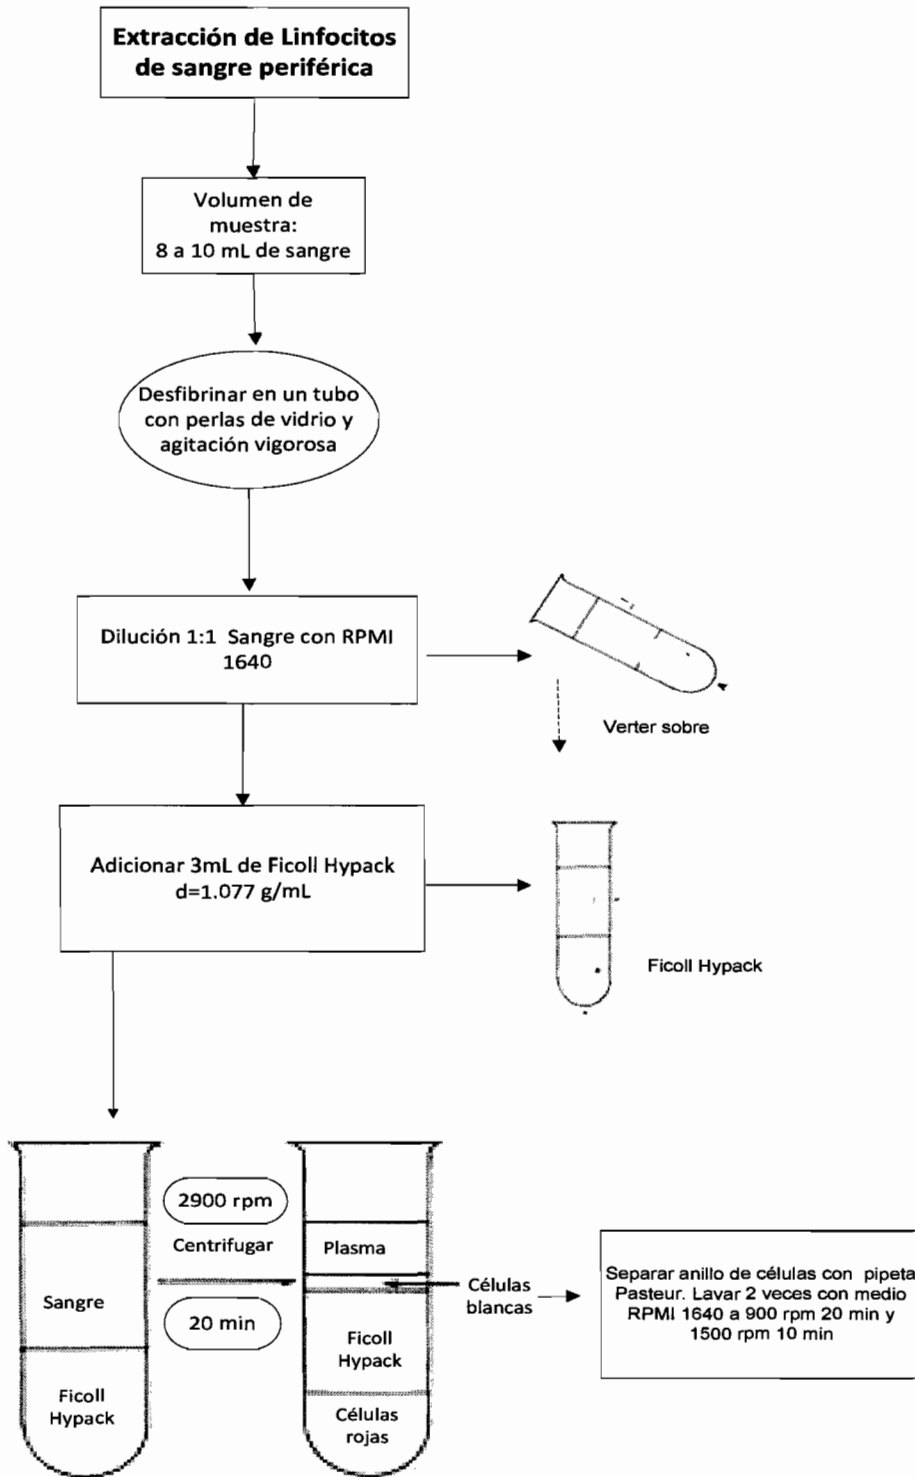 Extracción de Linfocitos
de sangre periférica
Volumen de
muestra:
8 a 10 mL de sangre
Desfibrinar en un tubo
con perlas de vidrio y
agitación vigorosa
Dilución 1:1 Sangre con RPMI
1640
Verter sobre
Adicionar 3mL de Ficoll Hypack
d=1.077 g/mL
Ficoll Hypack
Sangre
Ficoll
Hypack
2900 rpm
Centrifugar
20 min
Plasma
Ficoll
Hypack
Células
rojas
Células
blancas
Separar anillo de células con pipeta
Pasteur. Lavar 2 veces con medio
RPMI 1640 a 900 rpm 20 min y
1500 rpm 10 min